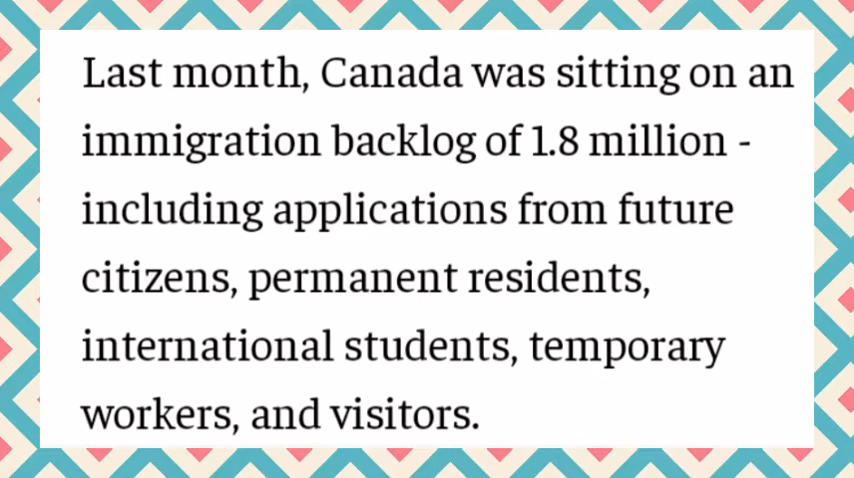 Last month, Canada was sitting on an
immigration backlog of 1.8 million -
including applications from future
citizens, permanent residents,
international students, temporary
workers, and visitors.